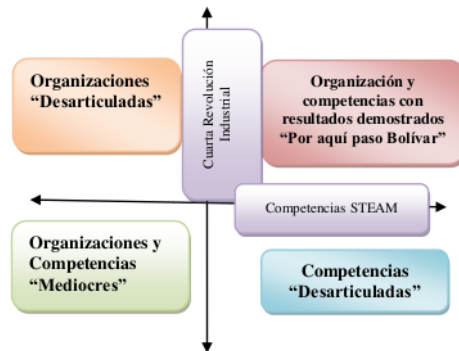 Organizaciones
“Desarticuladas”
Cuarta Revolución
Industrial
Organización y
competencias con
resultados demostrados
“Por aquí paso Bolívar”
Competencias STEAM
Organizaciones y
Competencias
“Mediocres”
Competencias
“Desarticuladas”